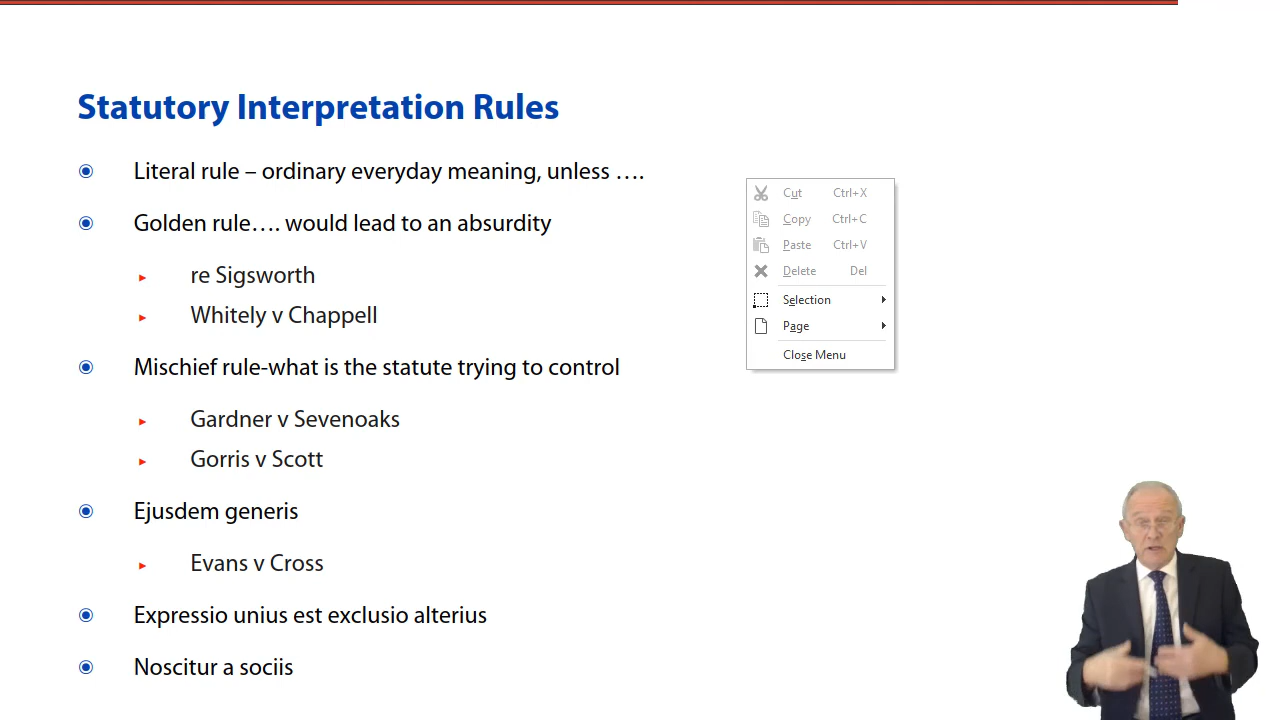 Statutory Interpretation Rules
Literal rule – ordinary everyday meaning, unless ….
Golden rule…. would lead to an absurdity
re Sigsworth
Whitely v Chappell
Mischief rule-what is the statute trying to control
Gardner v Sevenoaks
Gorris v Scott
Ejusdem generis
Evans v Cross
Expressio unius est exclusio alterius
Noscitur a sociis
Cut Ctrl+X
Copy Ctrl+C
Paste Ctrl+V
Delete Del
Selection
Page
Close Menu